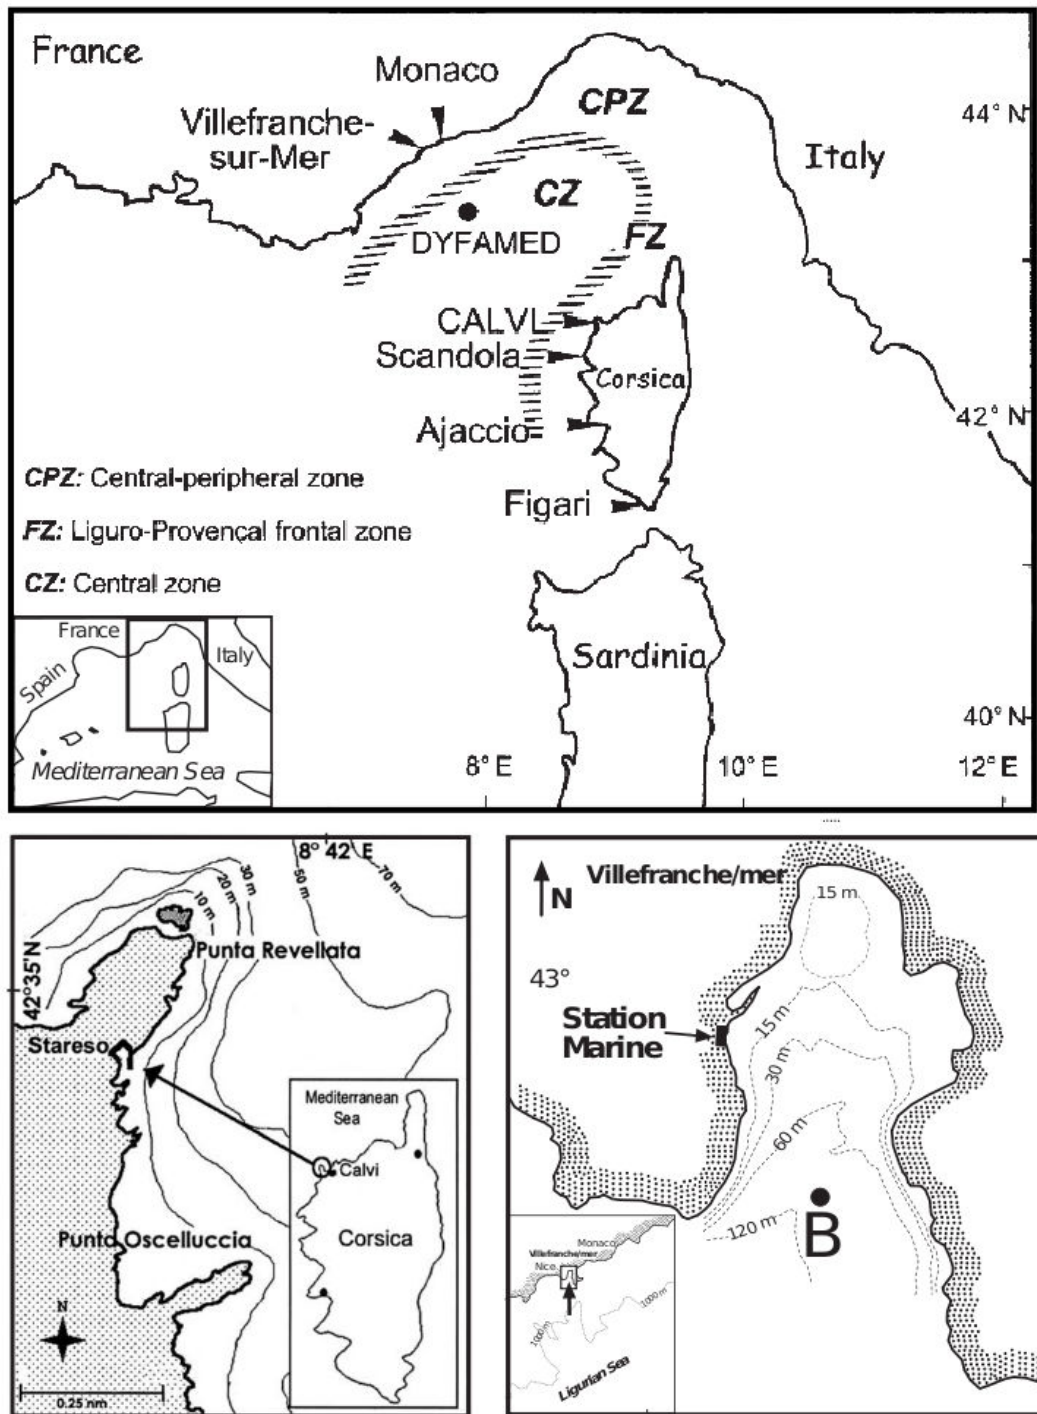 France
Monaco
CPZ
44° N
Villefranche-
sur-Mer
Italy
CZ
DYFAMED
FZ
CALVI
Scandola
Corsica
42° N
Ajaccio
CPZ: Central-peripheral zone
Figari
FZ: Liguro-Provençal frontal zone
CZ: Central zone
France
Italy
Spain
Sardinia
40° N
Mediterranean Sea
8° E
10° E
12° E
8° 42' E
30 m
20 m
10 m
50 m
70 m
Punta Revellata
42°35'N
Stareso
Mediterranean
Sea
Calvi
Corsica
Punta Oscelluccia
N
0.25 nm
N
Villefranche/mer
15 m
43°
Station
Marine
15 m
30 m
60 m
120 m
B
Monaco
Villefranche/mer
Nice
1000 m
1000 m
Ligurian Sea